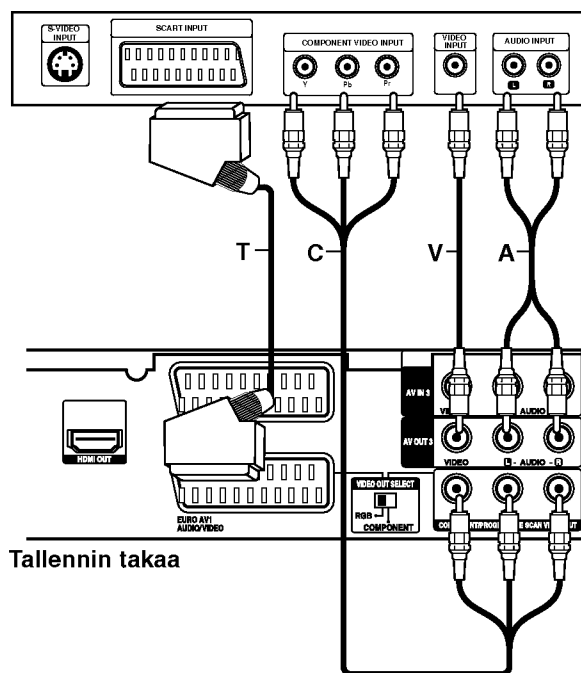 S-VIDEO
INPUT
SCART INPUT
COMPONENT VIDEO INPUT
Y
Pb
Pr
VIDEO
INPUT
AUDIO INPUT
L
R
T
C
V
A
AV IN 3
AUDIO
AV OUT 3
VIDEO
L - AUDIO - R
HDMI OUT
VIDEO OUT SELECT
RGB
COMPONENT
EURO AV1
AUDIO/VIDEO
Tallennin takaa